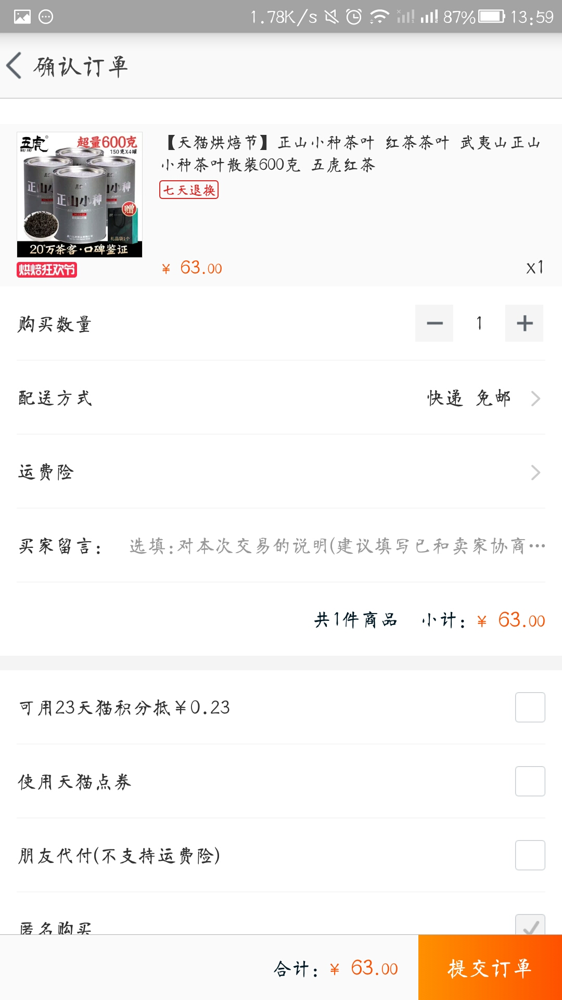 1.78K/s 87% 13:59
确认订单
五虎®
WU HU
超量600克
150克X4罐
【天猫烘焙节】正山小种茶叶 红茶茶叶 武夷山正山
小种茶叶散装600克 五虎红茶
七天退换
正山小种
赠
礼品袋1个
20⁺万茶客·口碑鉴证
烘焙狂欢节
¥ 63.00 x1
购买数量 1
配送方式 快递 免邮
运费险
买家留言： 选填:对本次交易的说明(建议填写已和卖家协商…
共1件商品 小计：¥ 63.00
可用23天猫积分抵¥0.23
使用天猫点券
朋友代付(不支持运费险)
匿名购买
合计：¥ 63.00 提交订单